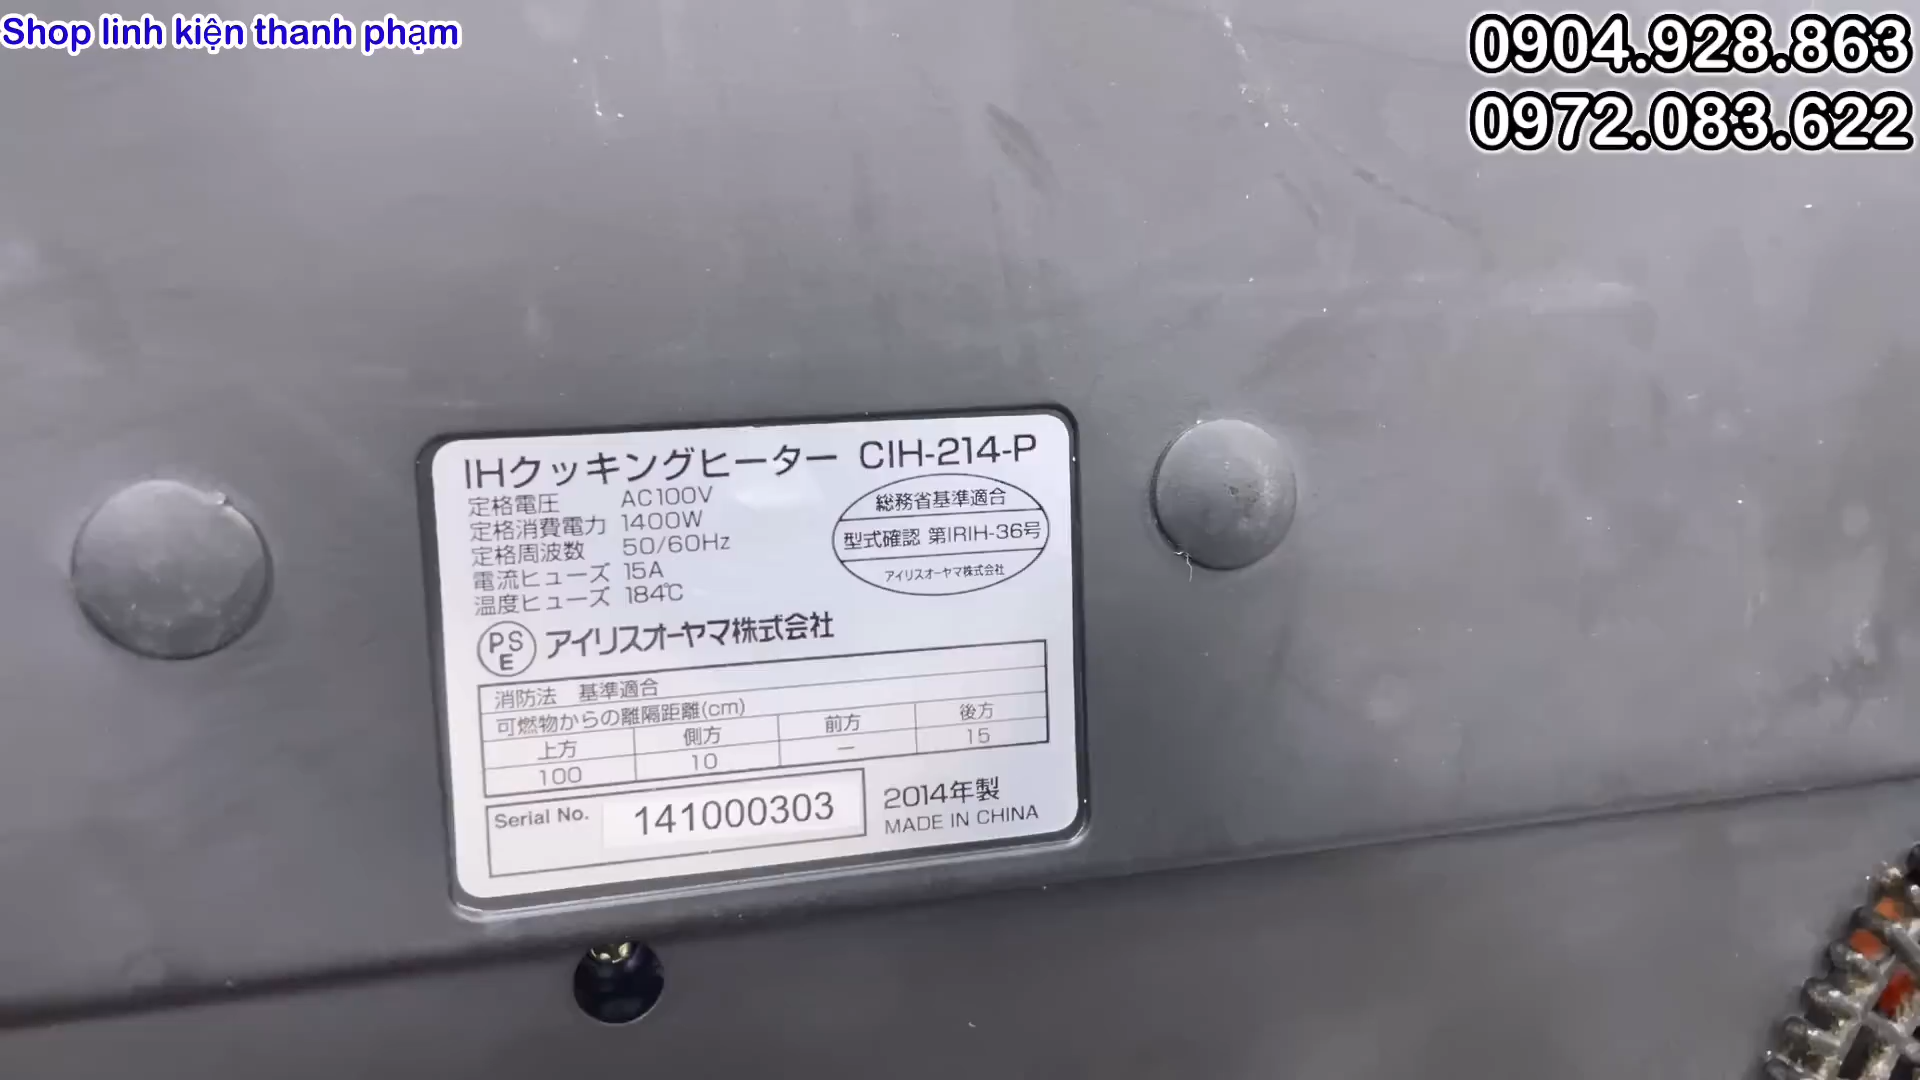 Shop linh kiện thanh phạm
0904.928.863
0972.083.622
IHクッキングヒーター CIH-214-P
定格電圧 AC100V
定格消費電力 1400W
定格周波数 50/60Hz
電流ヒューズ 15A
温度ヒューズ 184℃
総務省基準適合
型式確認 第IRIH-36号
アイリスオーヤマ株式会社
PSE アイリスオーヤマ株式会社
消防法 基準適合
可燃物からの離隔距離(cm)
上方 側方 前方 後方
100 10 — 15
Serial No. 141000303
2014年製
MADE IN CHINA